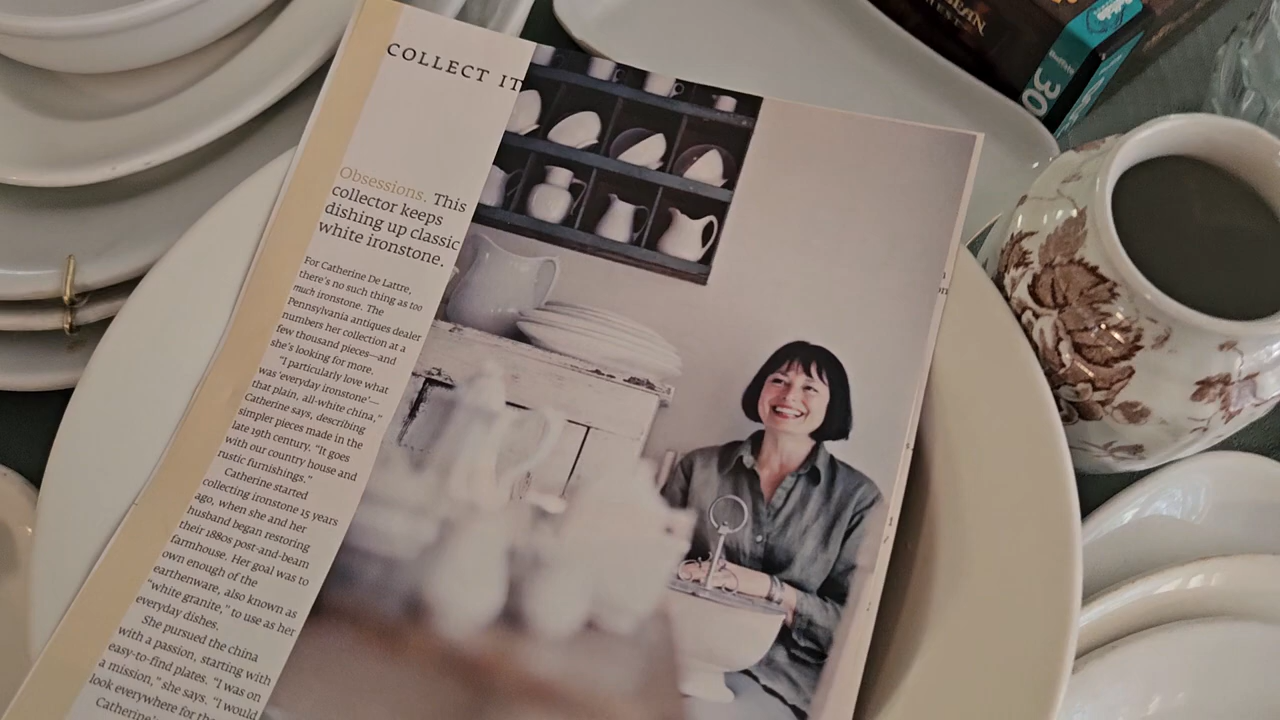 COLLECT IT
Obsessions. This
collector keeps
dishing up classic
white ironstone.
For Catherine De Lattre,
there's no such thing as too
much ironstone. The
Pennsylvania antiques dealer
numbers her collection at a
few thousand pieces—and
she's looking for more.
"I particularly love what
was 'everyday ironstone'—
that plain, all-white china,"
Catherine says, describing
simpler pieces made in the
late 19th century. "It goes
with our country house and
rustic furnishings."
Catherine started
collecting ironstone 15 years
ago, when she and her
husband began restoring
their 1880s post-and-beam
farmhouse. Her goal was to
own enough of the
earthenware, also known as
"white granite," to use as her
everyday dishes.
She pursued the china
with a passion, starting with
easy-to-find plates. "I was on
a mission," she says. "I would
look everywhere for the
Catherine's
30